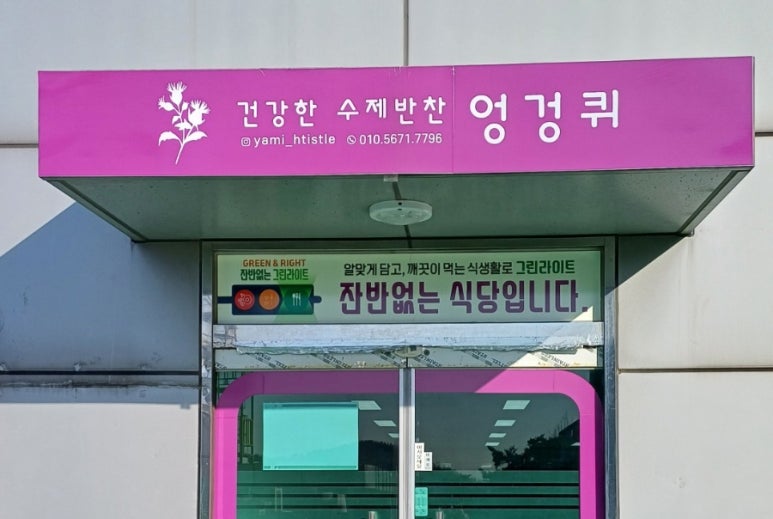 건강한 수제반찬 엉겅퀴
yami_htistle 010.5671.7796
GREEN & RIGHT
잔반없는 그린라이트
알맞게 담고, 깨끗이 먹는 식생활로 그린라이트
잔반없는 식당입니다.